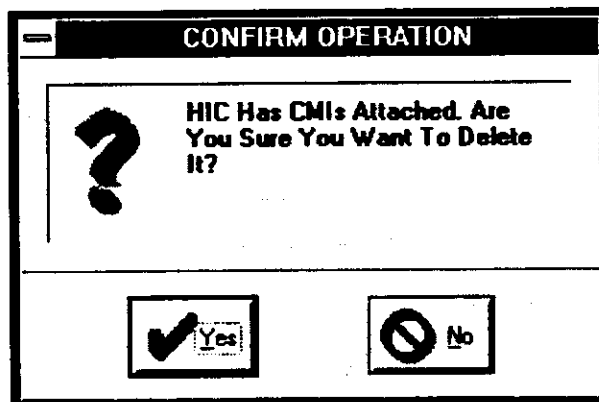 CONFIRM OPERATION
HIC Has CMIs Attached. Are
You Sure You Want To Delete
It?
Yes
No